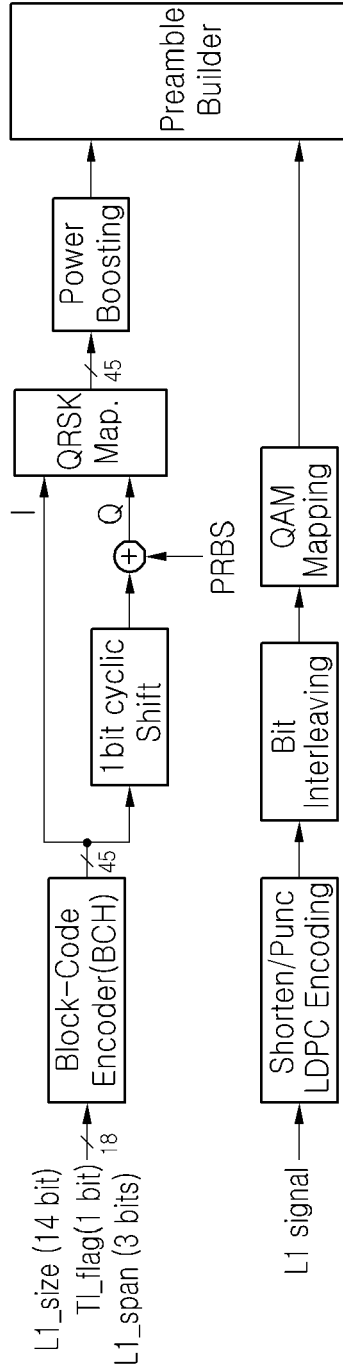 L1_size (14 bit)
TI_flag(1 bit)
L1_span (3 bits)
18
Block-Code
Encoder(BCH)
45
1bit cyclic
Shift
PRBS
I
Q
QRSK
Map.
45
Power
Boosting
Preamble
Builder
L1 signal
Shorten/Punc
LDPC Encoding
Bit
Interleaving
QAM
Mapping